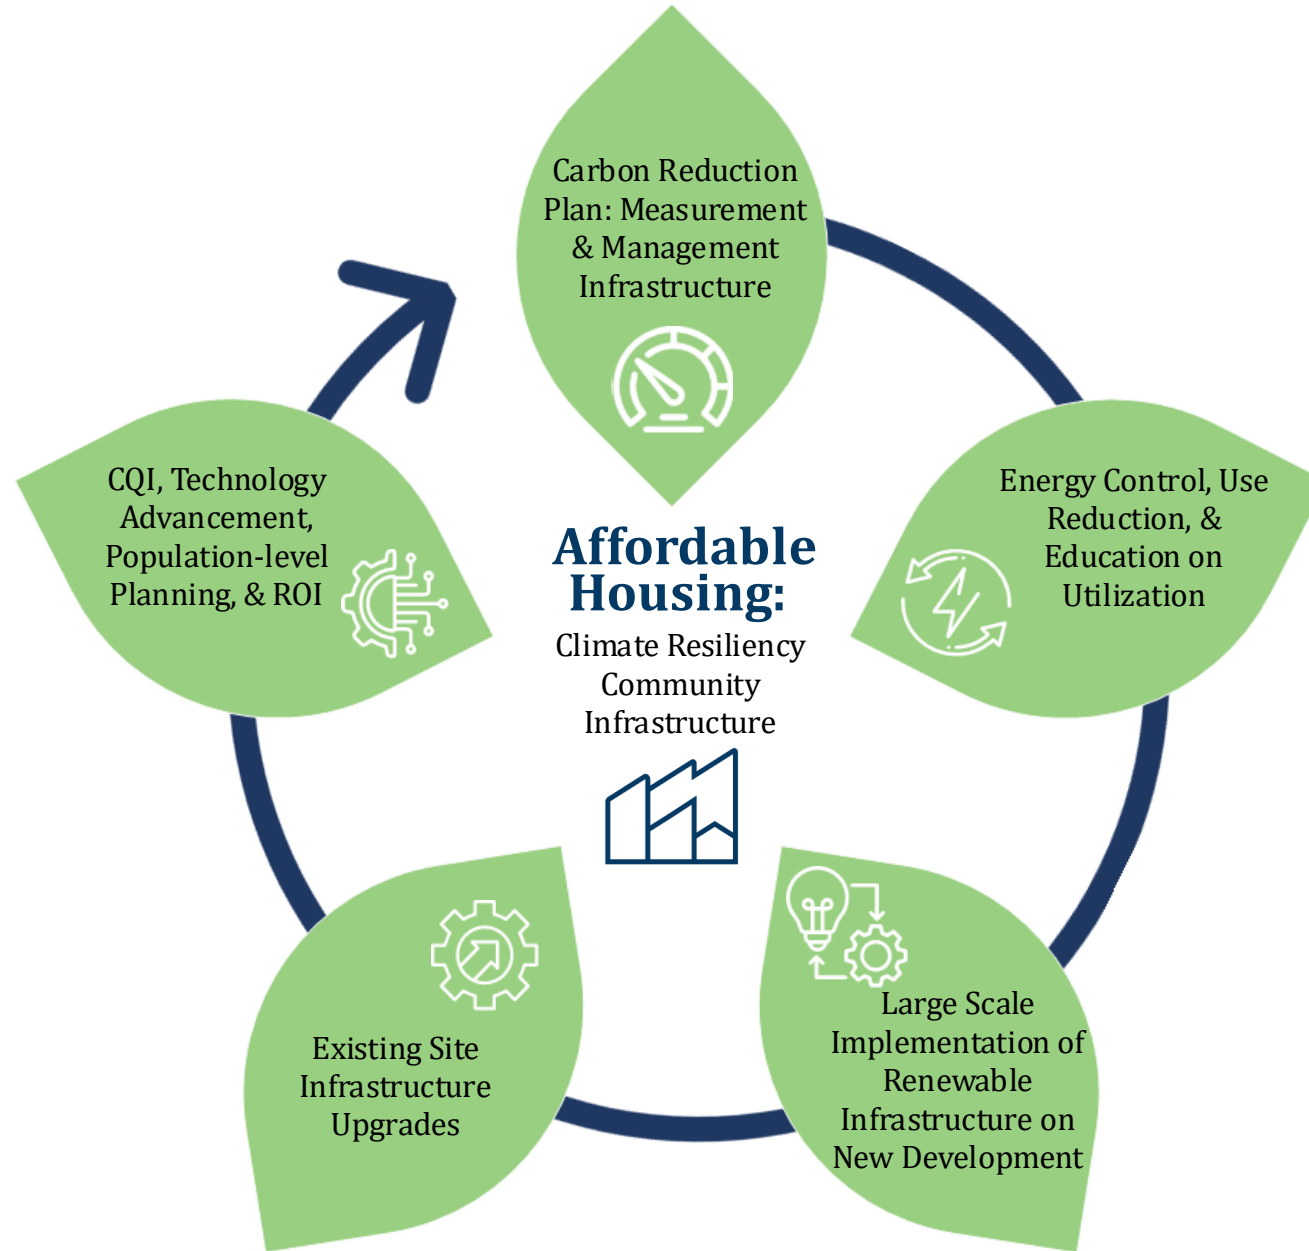 Carbon Reduction
Plan: Measurement
& Management
Infrastructure
Energy Control, Use
Reduction, &
Education on
Utilization
Large Scale
Implementation of
Renewable
Infrastructure on
New Development
Existing Site
Infrastructure
Upgrades
CQI, Technology
Advancement,
Population-level
Planning, & ROI
Affordable
Housing:
Climate Resiliency
Community
Infrastructure